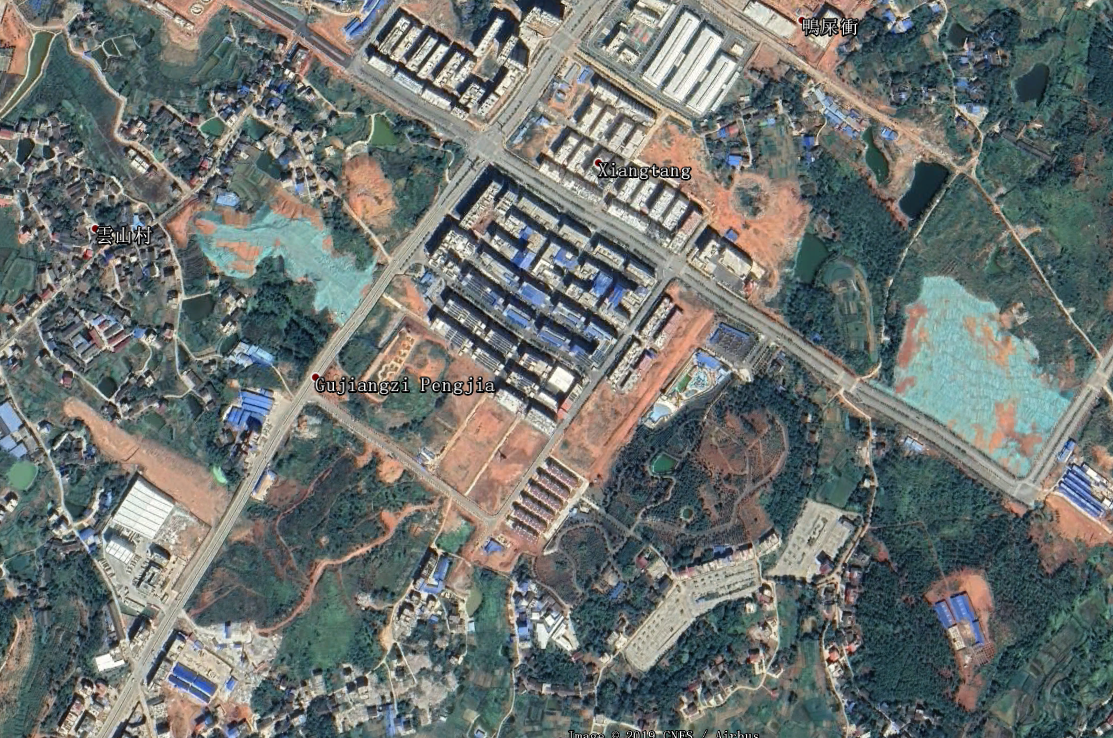 鴨屎衝
Xiangtang
雲山村
Gujiangzi Pengjia
Image © 2019 CNES / Airbus